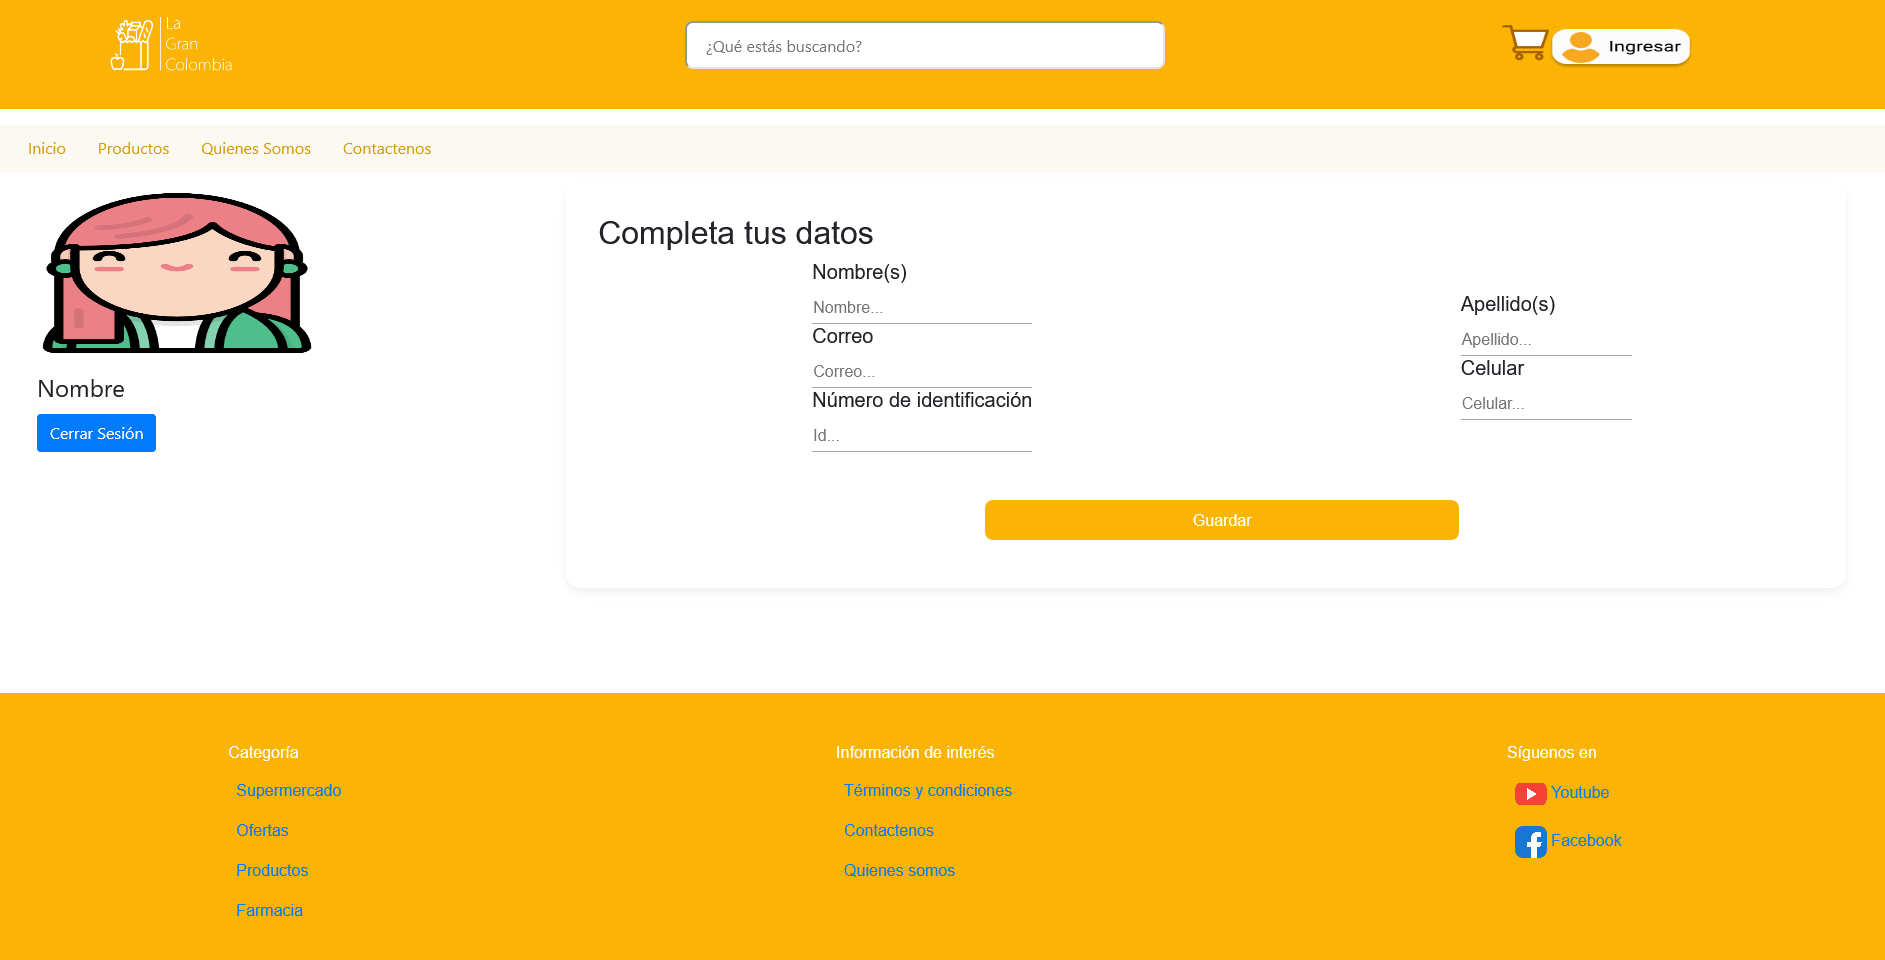 La
Gran
Colombia
¿Qué estás buscando?
Ingresar
Inicio
Productos
Quienes Somos
Contactenos
Nombre
Cerrar Sesión
Completa tus datos
Nombre(s)
Nombre...
Correo
Correo...
Número de identificación
Id...
Apellido(s)
Apellido...
Celular
Celular...
Guardar
Categoría
Supermercado
Ofertas
Productos
Farmacia
Información de interés
Términos y condiciones
Contactenos
Quienes somos
Síguenos en
Youtube
Facebook